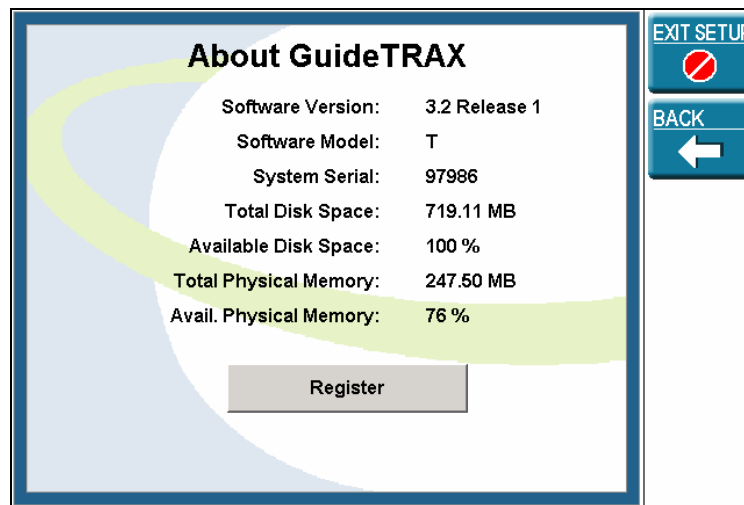 About GuideTRAX
Software Version: 3.2 Release 1
Software Model: T
System Serial: 97986
Total Disk Space: 719.11 MB
Available Disk Space: 100 %
Total Physical Memory: 247.50 MB
Avail. Physical Memory: 76 %
Register
EXIT SETUP
BACK